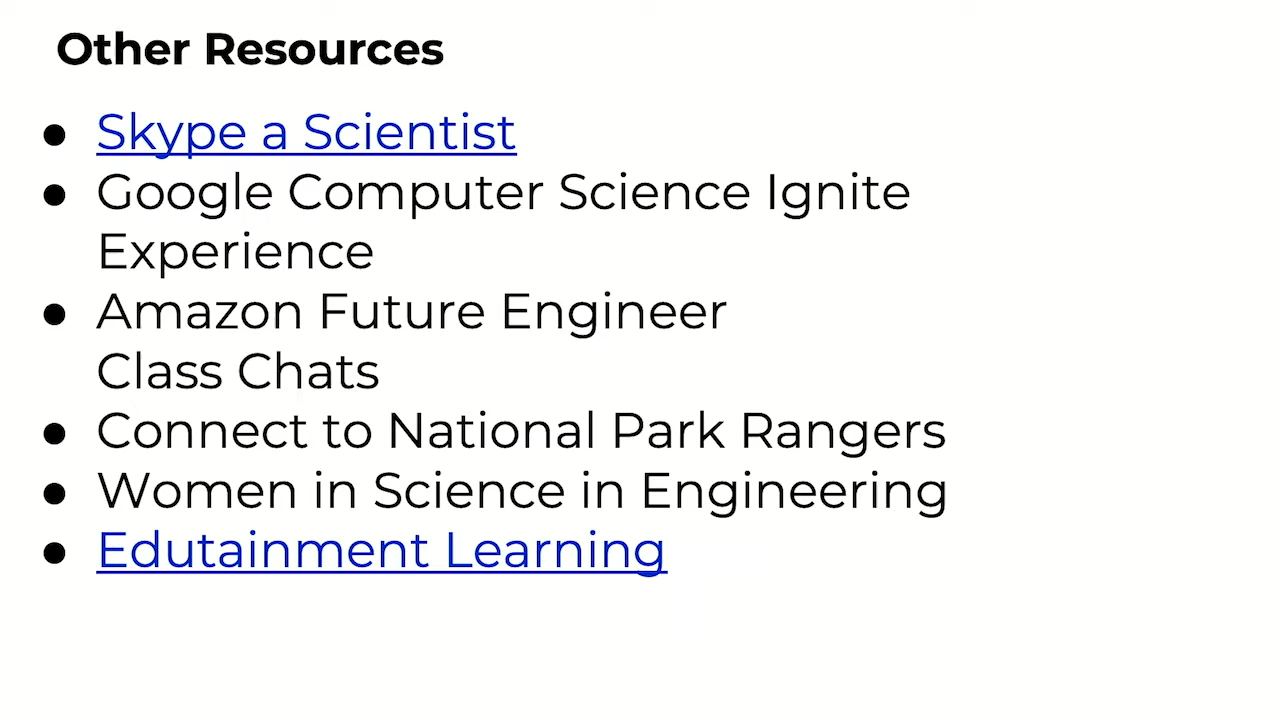 Other Resources
● Skype a Scientist
● Google Computer Science Ignite
Experience
● Amazon Future Engineer
Class Chats
● Connect to National Park Rangers
● Women in Science in Engineering
● Edutainment Learning